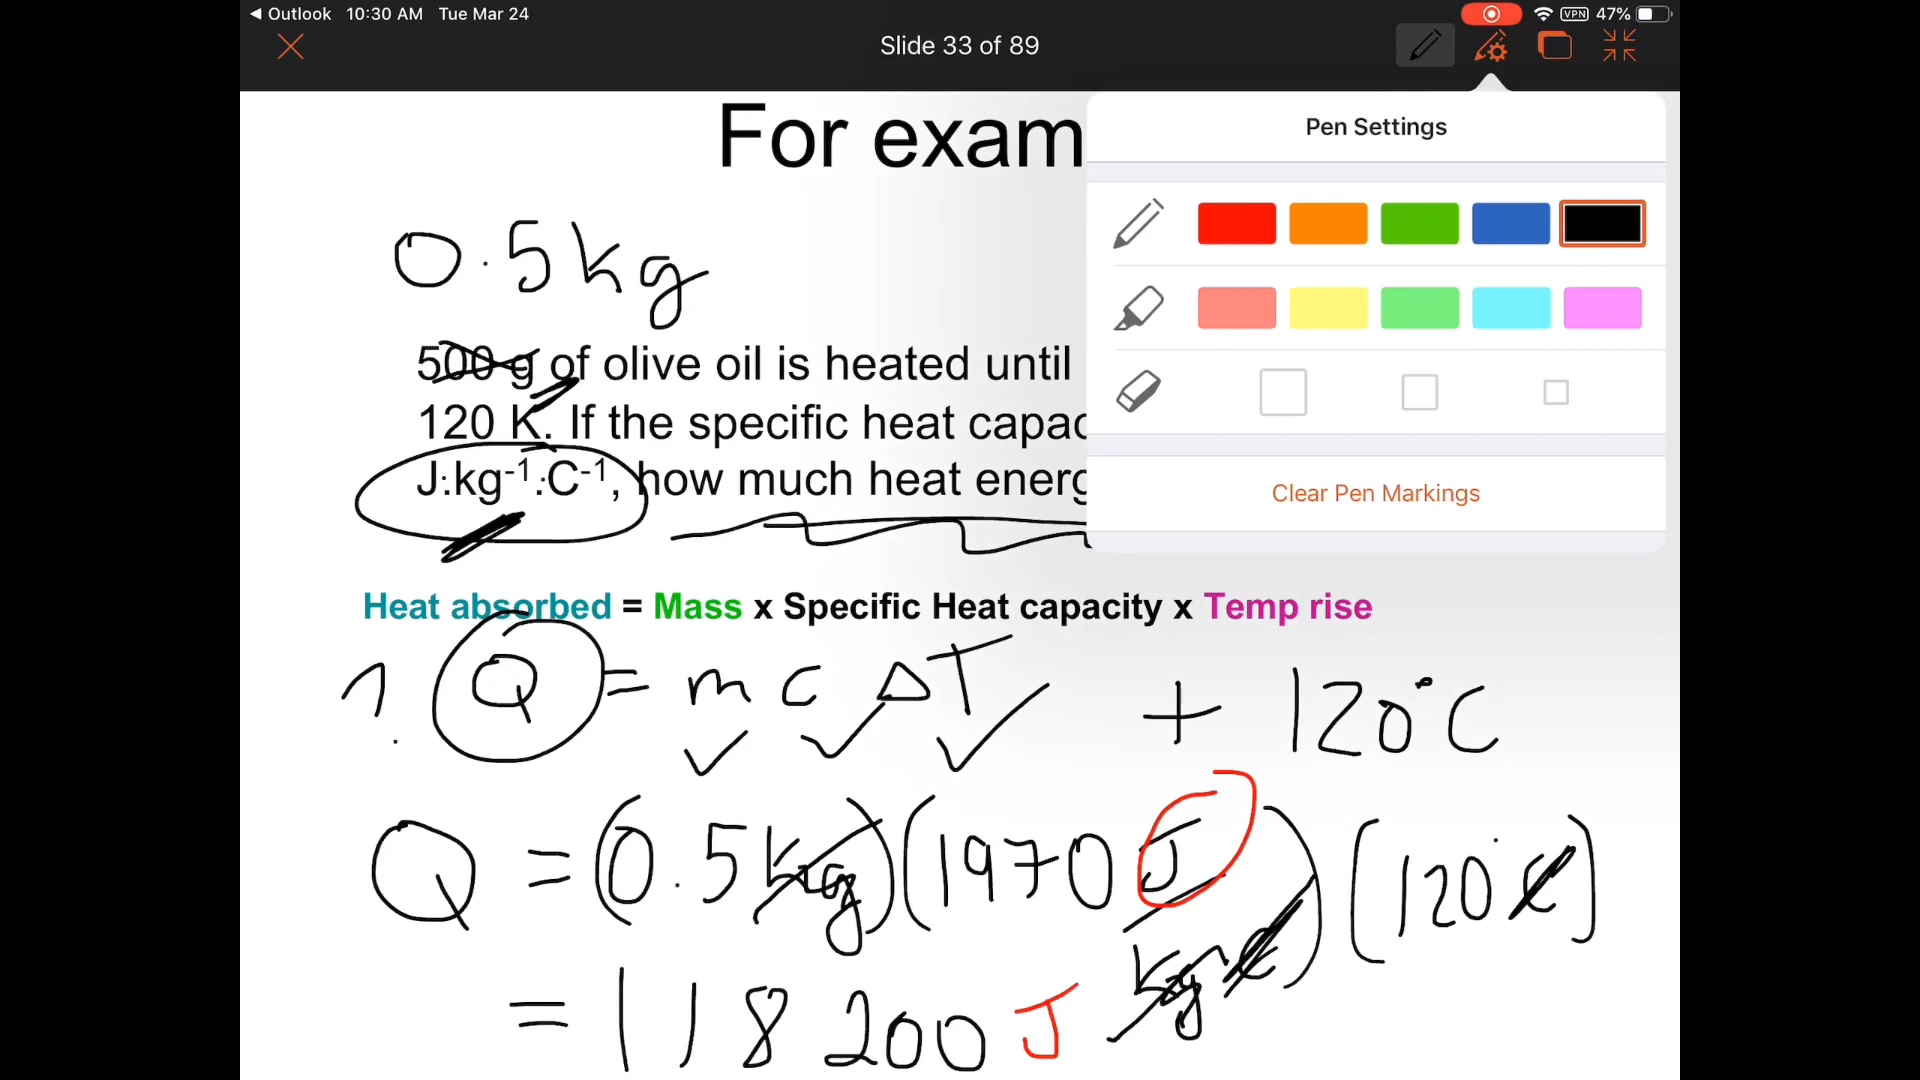 Outlook 10:30 AM Tue Mar 24
VPN 47%
Slide 33 of 89
For exam
Pen Settings
0.5kg
500 g of olive oil is heated until
120 K. If the specific heat capac
J.kg-1.C-1, how much heat energ
Clear Pen Markings
Heat absorbed = Mass x Specific Heat capacity x Temp rise
1. Q = m c ΔT + 120°C
Q = (0.5kg)(1970 J/kg°C)(120°C)
= 118 200 J